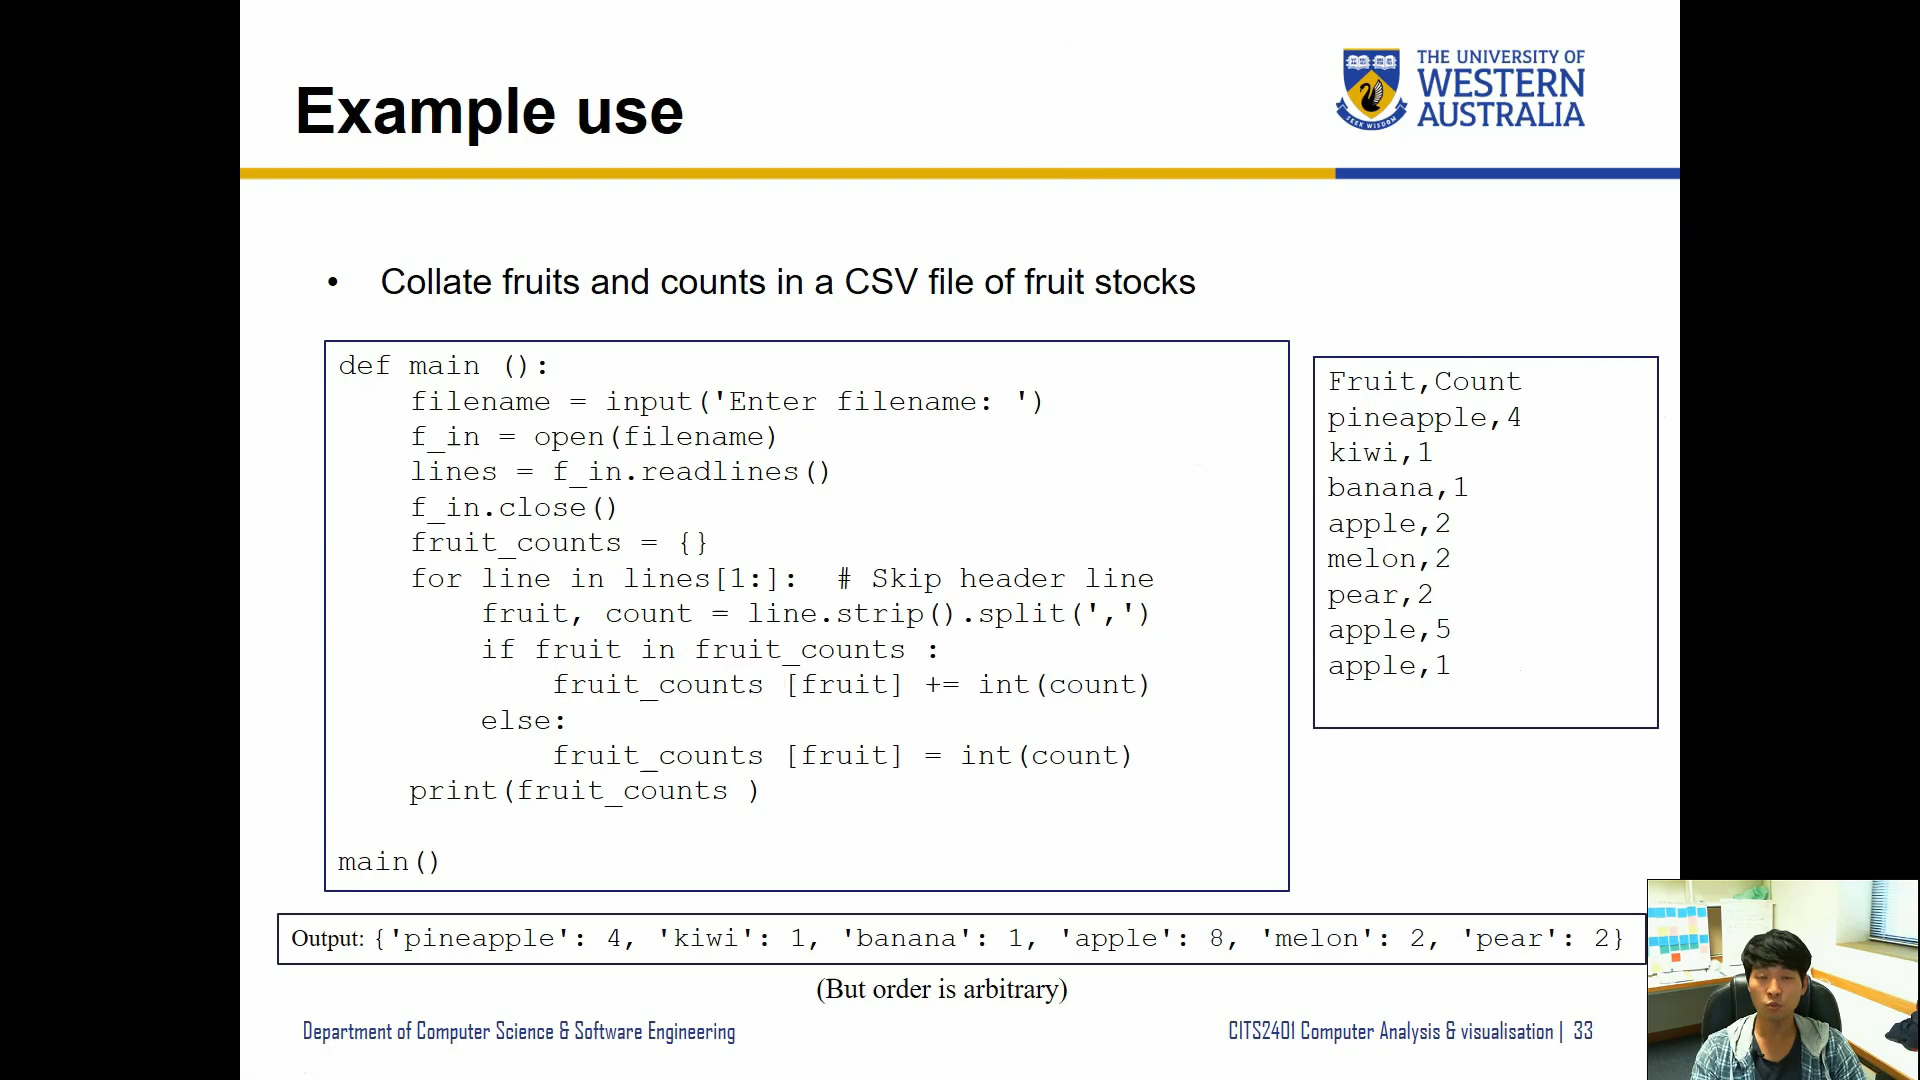 Example use
THE UNIVERSITY OF
WESTERN
AUSTRALIA
SEEK WISDOM
• Collate fruits and counts in a CSV file of fruit stocks
def main ():
    filename = input('Enter filename: ')
    f_in = open(filename)
    lines = f_in.readlines()
    f_in.close()
    fruit_counts = {}
    for line in lines[1:]:  # Skip header line
        fruit, count = line.strip().split(',')
        if fruit in fruit_counts :
            fruit_counts [fruit] += int(count)
        else:
            fruit_counts [fruit] = int(count)
    print(fruit_counts )
main()
Fruit,Count
pineapple,4
kiwi,1
banana,1
apple,2
melon,2
pear,2
apple,5
apple,1
Output: {'pineapple': 4, 'kiwi': 1, 'banana': 1, 'apple': 8, 'melon': 2, 'pear': 2}
(But order is arbitrary)
Department of Computer Science & Software Engineering
CITS2401 Computer Analysis & visualisation | 33